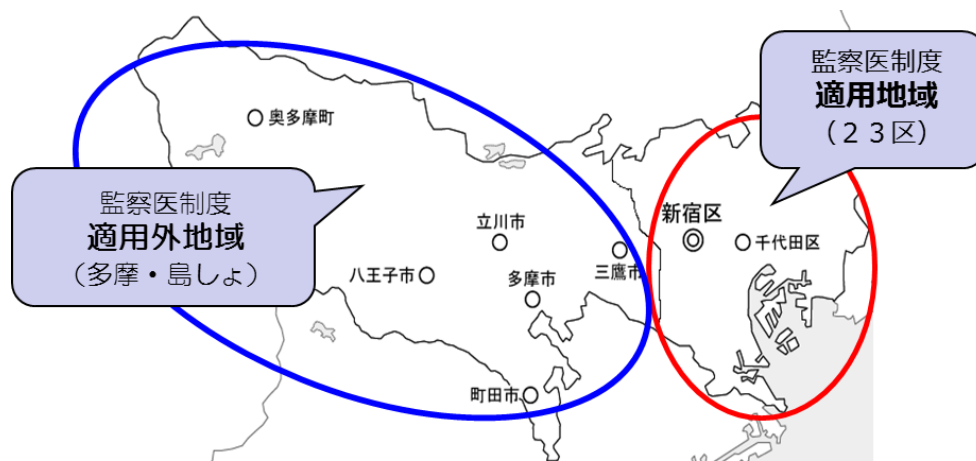 監察医制度
適用地域
（２３区）
奥多摩町
監察医制度
適用外地域
（多摩・島しょ）
立川市
新宿区
千代田区
三鷹市
八王子市
多摩市
町田市